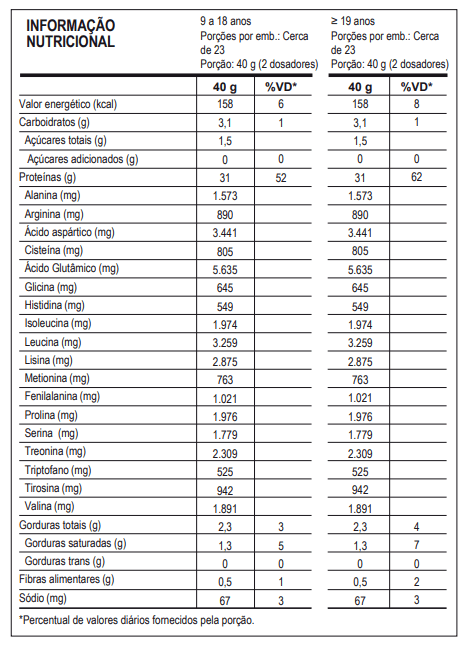 INFORMAÇÃO
NUTRICIONAL
9 a 18 anos
Porções por emb.: Cerca
de 23
Porção: 40 g (2 dosadores)
≥ 19 anos
Porções por emb.: Cerca de
23
Porção: 40 g (2 dosadores)
40 g %VD* 40 g %VD*
Valor energético (kcal) 158 6 158 8
Carboidratos (g) 3,1 1 3,1 1
Açúcares totais (g) 1,5 1,5
Açúcares adicionados (g) 0 0 0 0
Proteínas (g) 31 52 31 62
Alanina (mg) 1.573 1.573
Arginina (mg) 890 890
Ácido aspártico (mg) 3.441 3.441
Cisteína (mg) 805 805
Ácido Glutâmico (mg) 5.635 5.635
Glicina (mg) 645 645
Histidina (mg) 549 549
Isoleucina (mg) 1.974 1.974
Leucina (mg) 3.259 3.259
Lisina (mg) 2.875 2.875
Metionina (mg) 763 763
Fenilalanina (mg) 1.021 1.021
Prolina (mg) 1.976 1.976
Serina (mg) 1.779 1.779
Treonina (mg) 2.309 2.309
Triptofano (mg) 525 525
Tirosina (mg) 942 942
Valina (mg) 1.891 1.891
Gorduras totais (g) 2,3 3 2,3 4
Gorduras saturadas (g) 1,3 5 1,3 7
Gorduras trans (g) 0 0 0 0
Fibras alimentares (g) 0,5 1 0,5 2
Sódio (mg) 67 3 67 3
*Percentual de valores diários fornecidos pela porção.